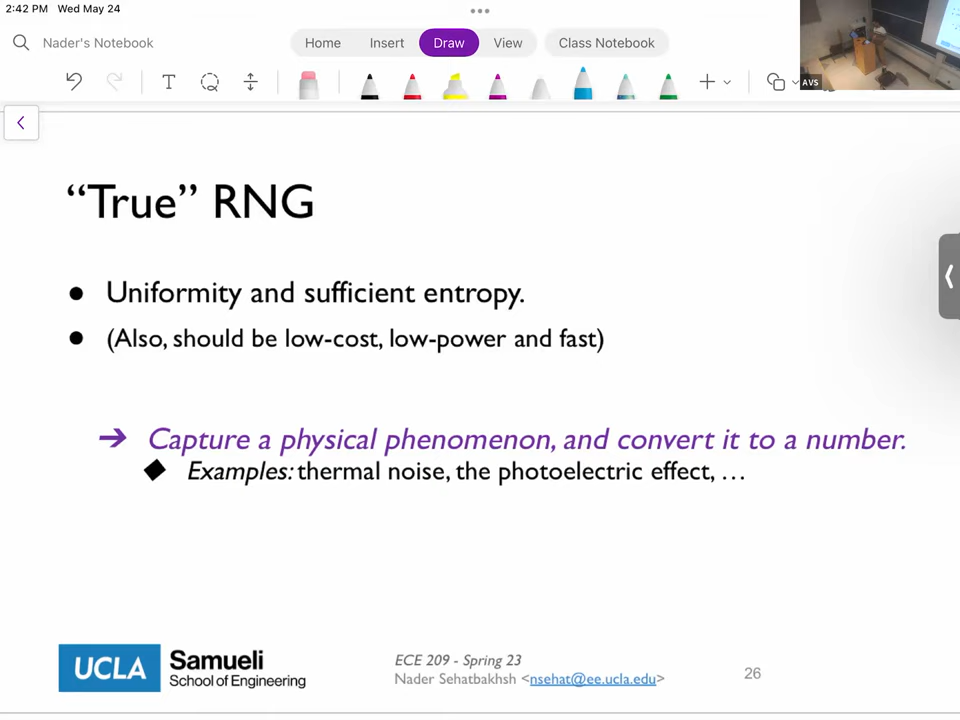 2:42 PM Wed May 24
Nader's Notebook
Home Insert Draw View Class Notebook
T
AVS
“True” RNG
● Uniformity and sufficient entropy.
● (Also, should be low-cost, low-power and fast)
➔ Capture a physical phenomenon, and convert it to a number.
◆ Examples: thermal noise, the photoelectric effect, …
UCLA Samueli
School of Engineering
ECE 209 - Spring 23
Nader Sehatbakhsh <nsehat@ee.ucla.edu>
26